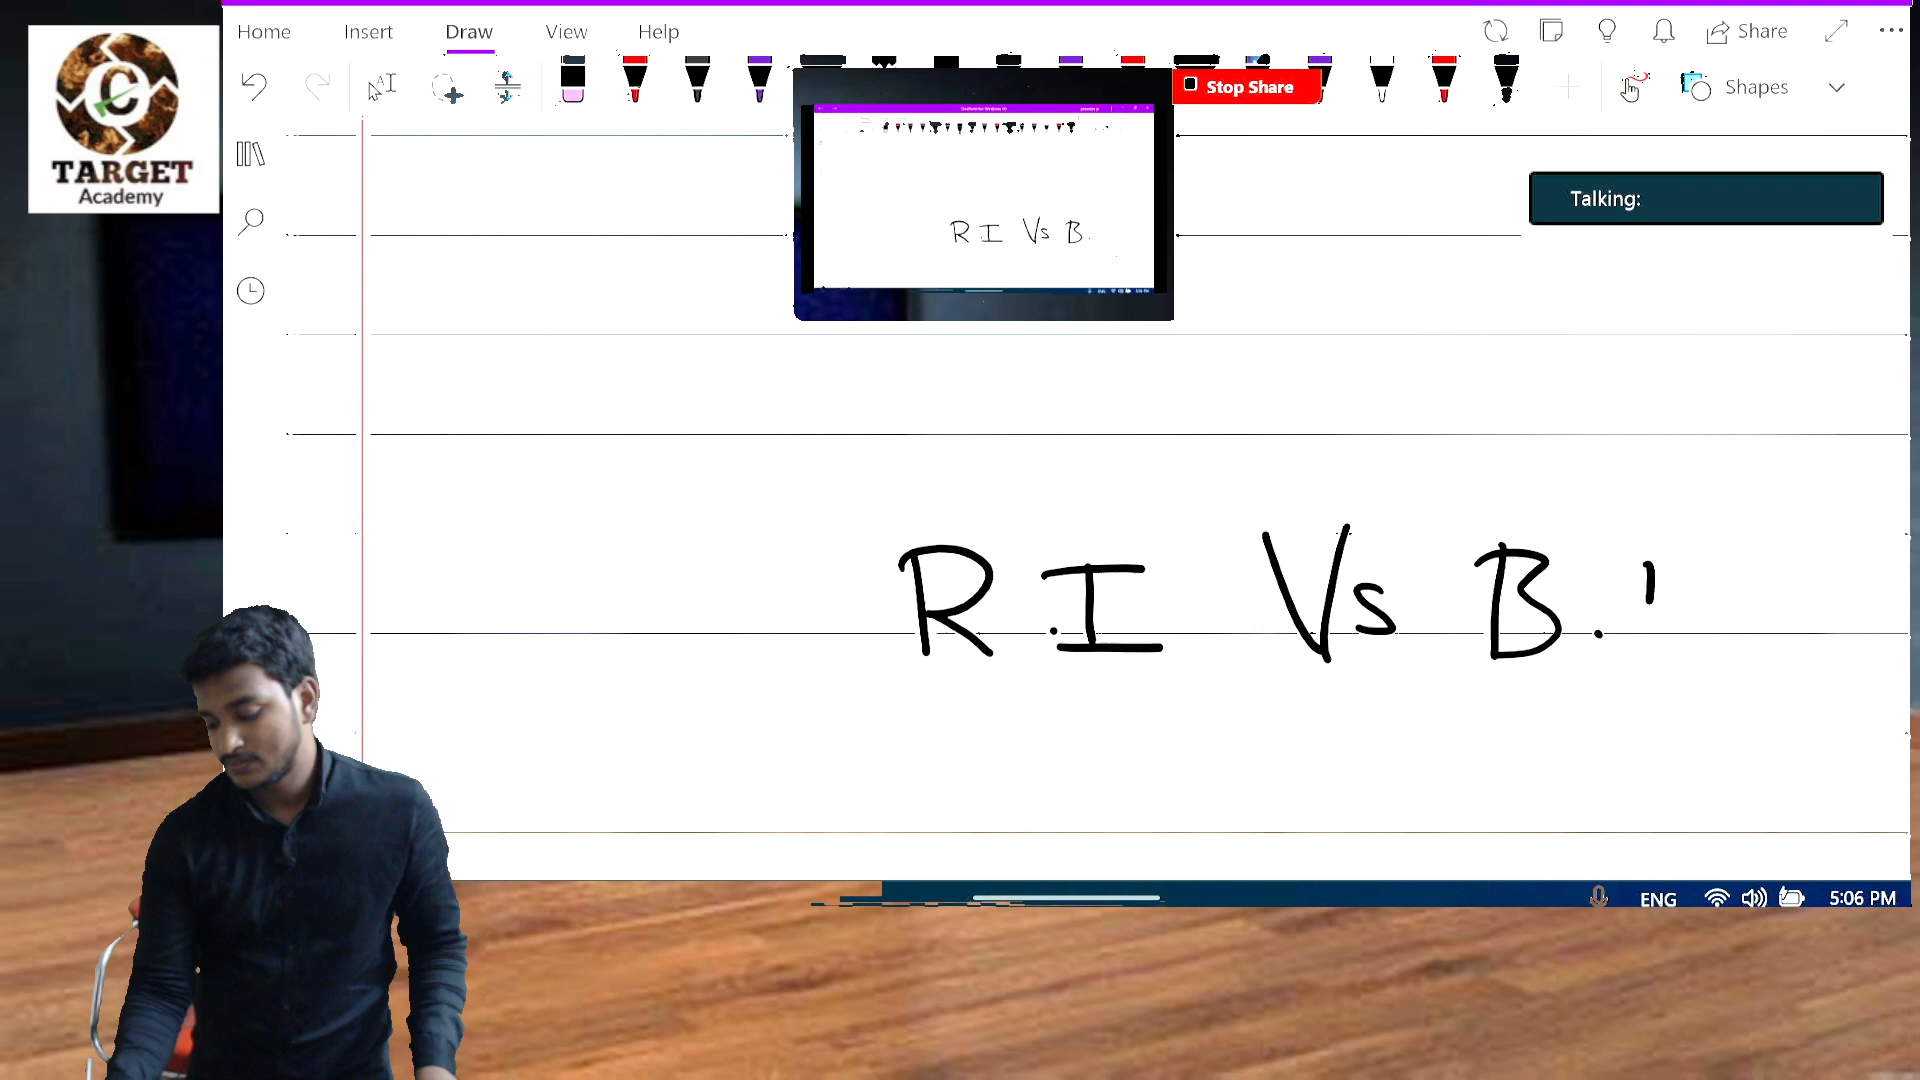 Home Insert Draw View Help
Share
Stop Share
Shapes
TARGET
Academy
Talking:
R I Vs B.
R.I Vs B.
ENG 5:06 PM